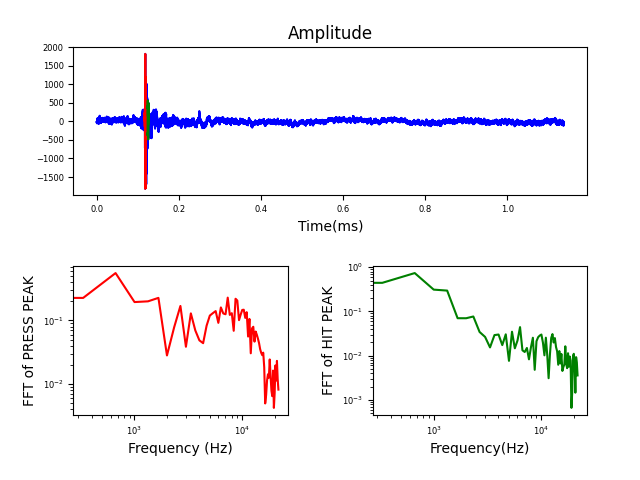 Amplitude
2000
1500
1000
500
0
−500
−1000
−1500
0.0 0.2 0.4 0.6 0.8 1.0
Time(ms)
FFT of PRESS PEAK
10⁻¹
10⁻²
10³ 10⁴
Frequency (Hz)
FFT of HIT PEAK
10⁰
10⁻¹
10⁻²
10⁻³
10³ 10⁴
Frequency(Hz)